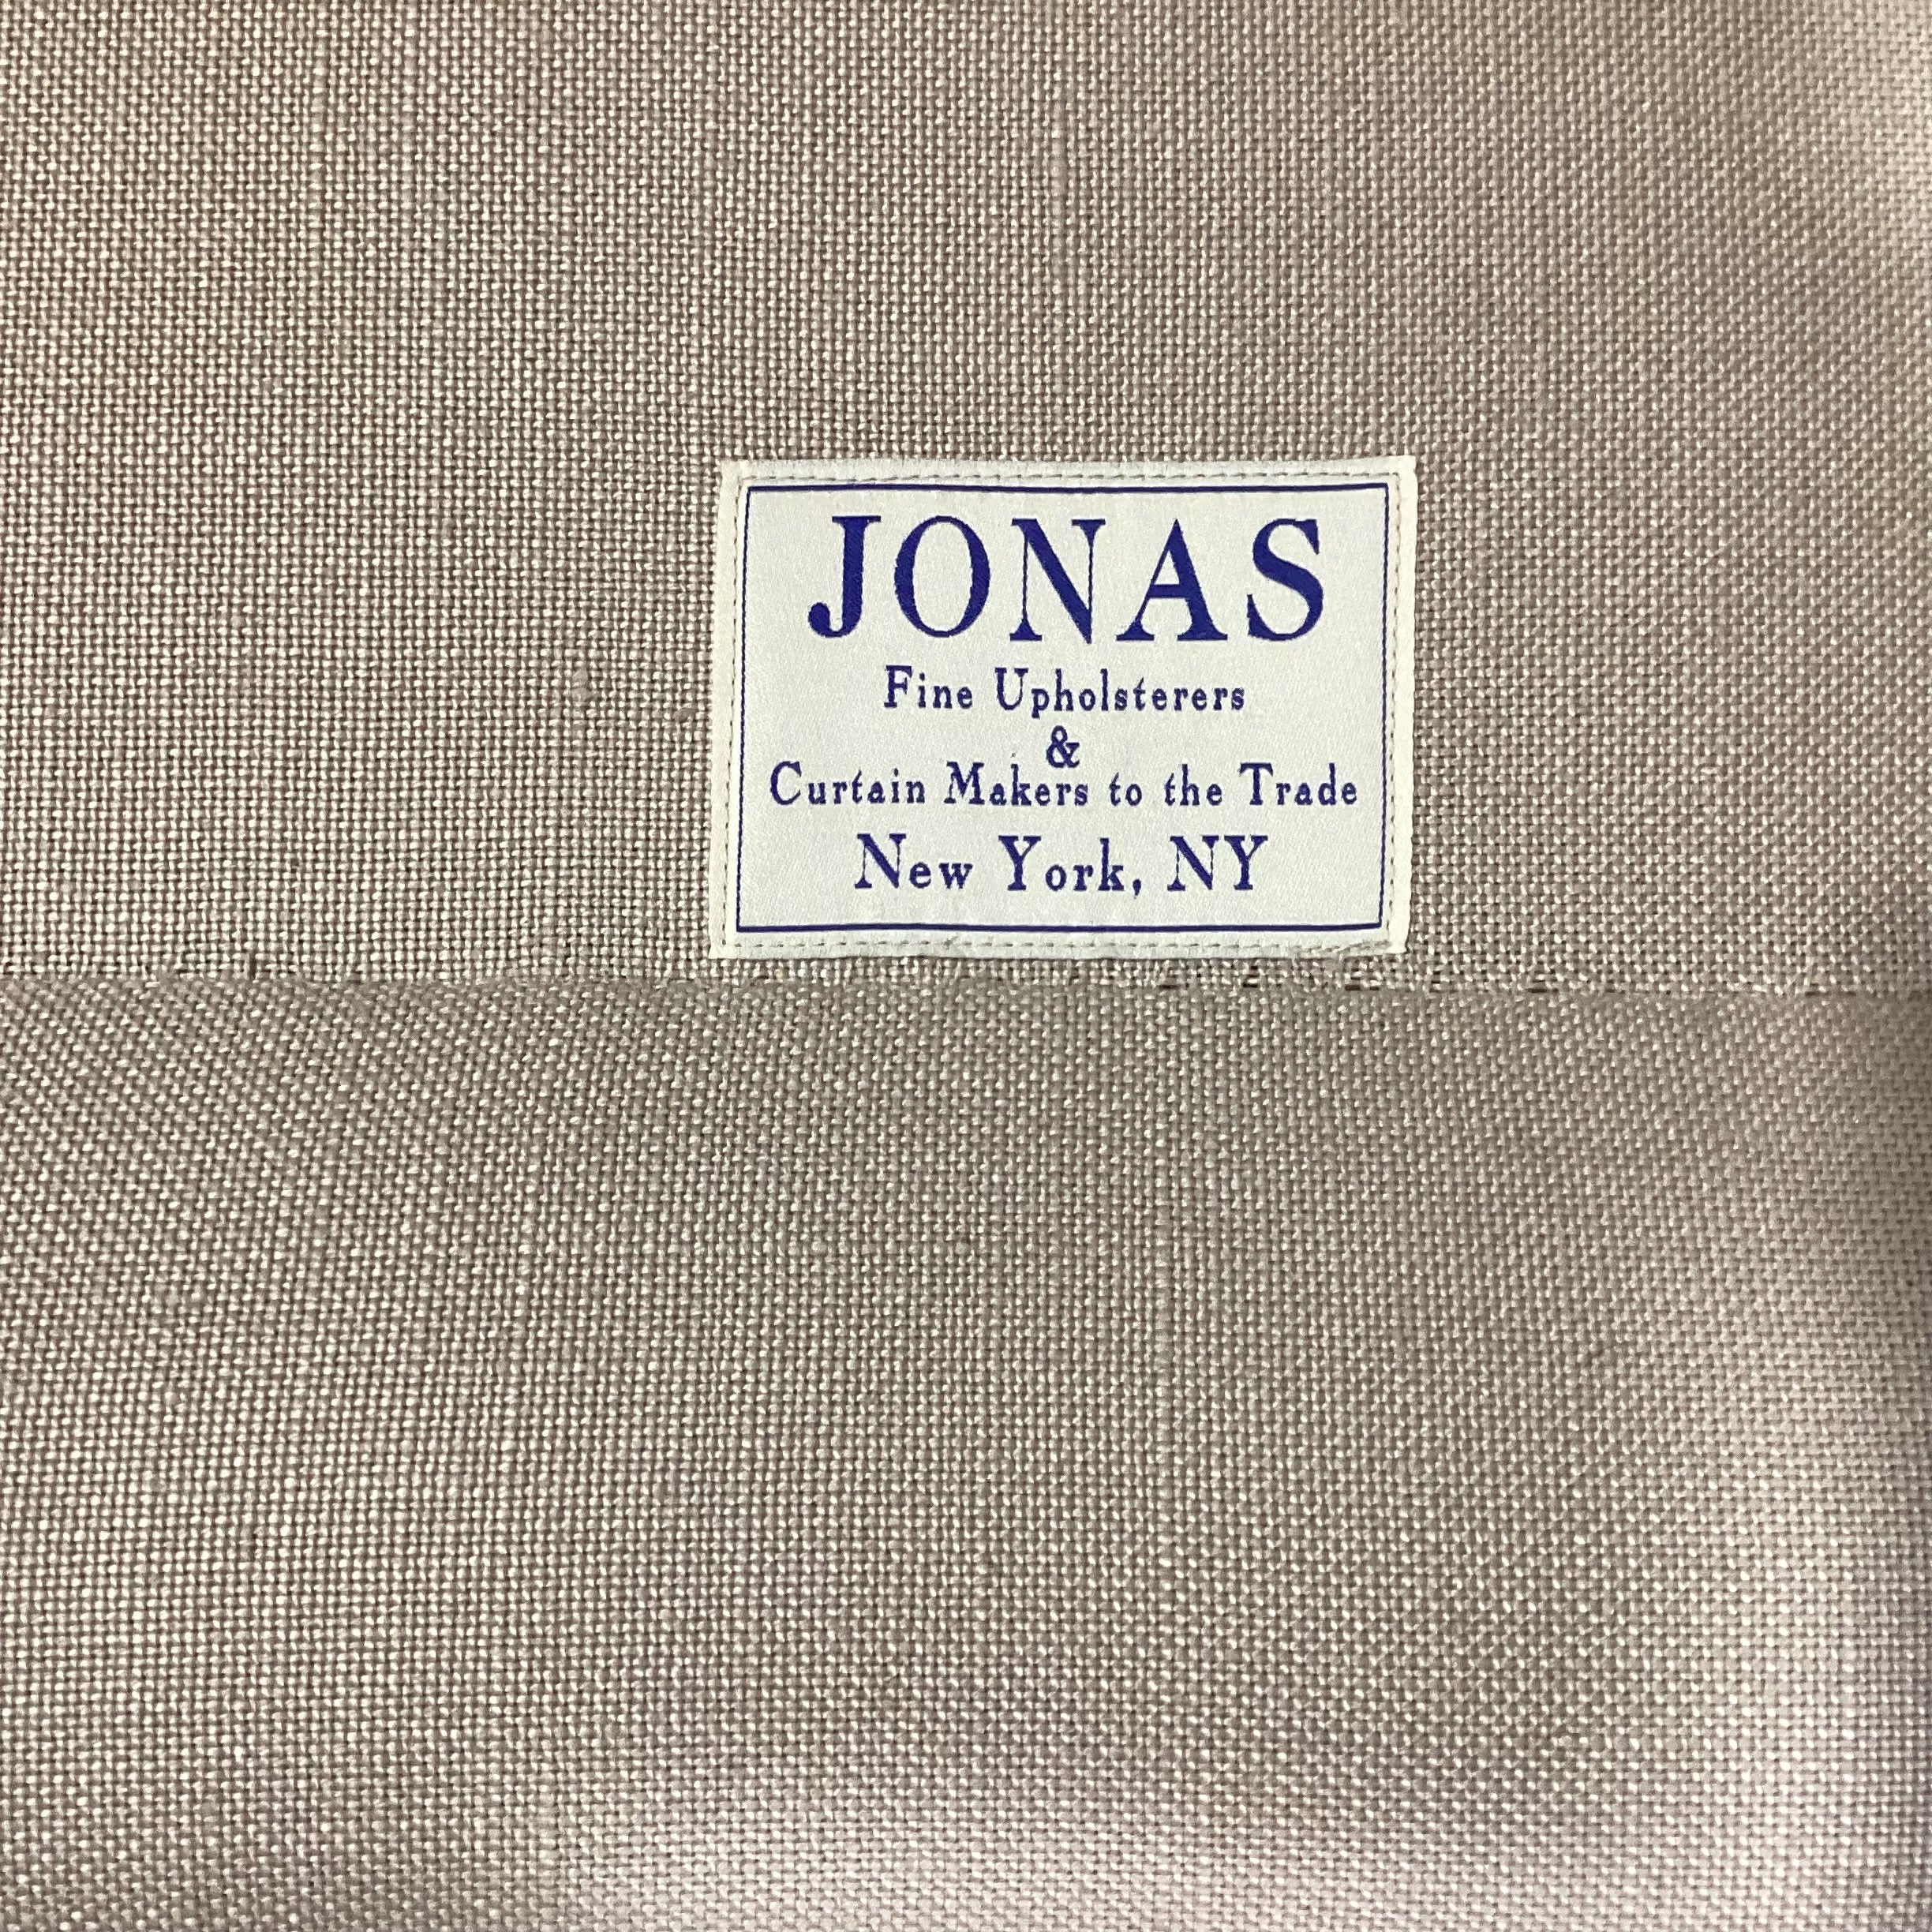 JONAS
Fine Upholsterers
&
Curtain Makers to the Trade
New York, NY